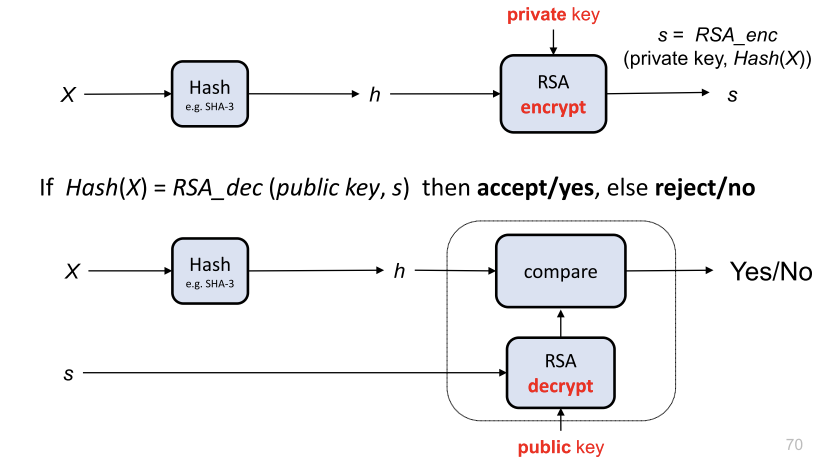 private key
s = RSA_enc
(private key, Hash(X))
X
Hash
e.g. SHA-3
h
RSA
encrypt
s
If Hash(X) = RSA_dec (public key, s) then accept/yes, else reject/no
X
Hash
e.g. SHA-3
h
compare
Yes/No
s
RSA
decrypt
public key
70